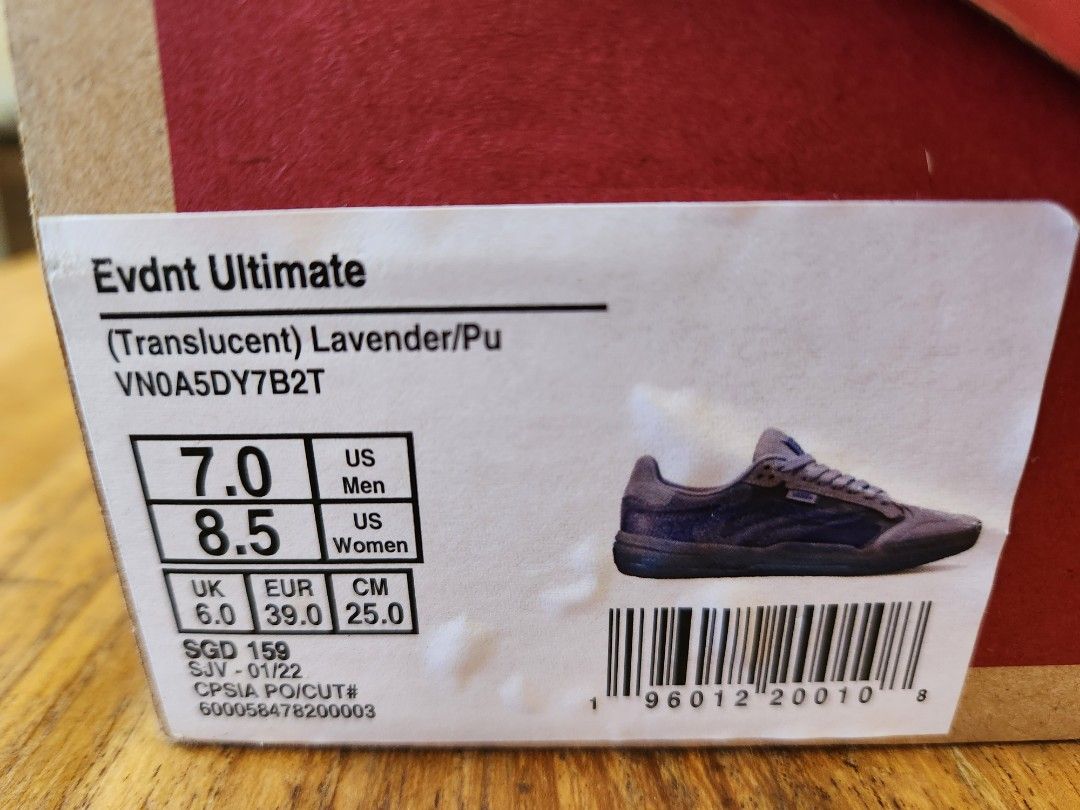 Evdnt Ultimate
(Translucent) Lavender/Pu
VN0A5DY7B2T
7.0 US Men
8.5 US Women
UK EUR CM
6.0 39.0 25.0
SGD 159
SJV - 01/22
CPSIA PO/CUT#
600058478200003
1 96012 20010 8